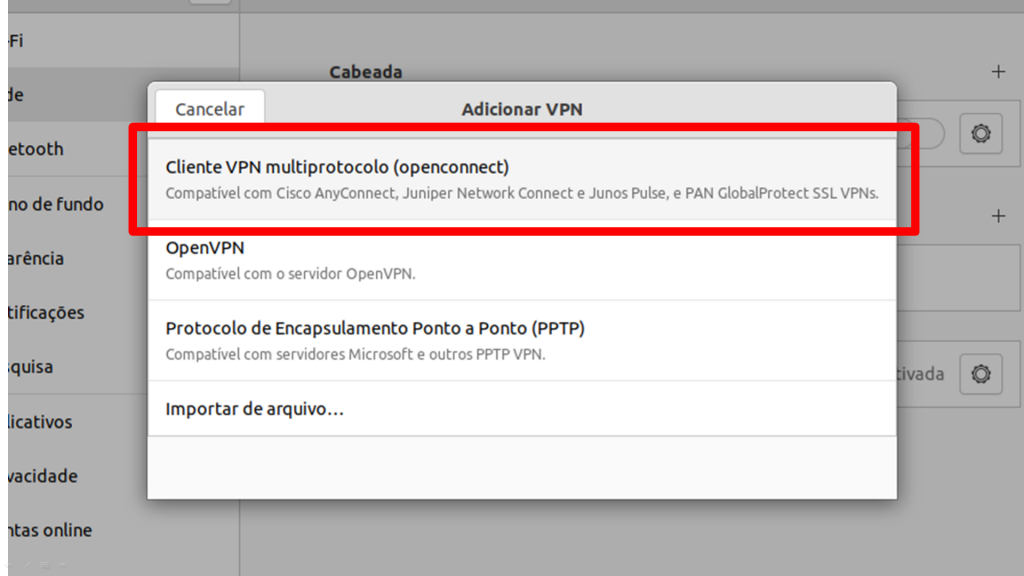 -Fi
Cabeada
de
Cancelar
Adicionar VPN
Cliente VPN multiprotocolo (openconnect)
Compatível com Cisco AnyConnect, Juniper Network Connect e Junos Pulse, e PAN GlobalProtect SSL VPNs.
etooth
no de fundo
OpenVPN
Compatível com o servidor OpenVPN.
arência
tificações
Protocolo de Encapsulamento Ponto a Ponto (PPTP)
Compatível com servidores Microsoft e outros PPTP VPN.
squisa
tivada
Importar de arquivo...
licativos
vacidade
ntas online